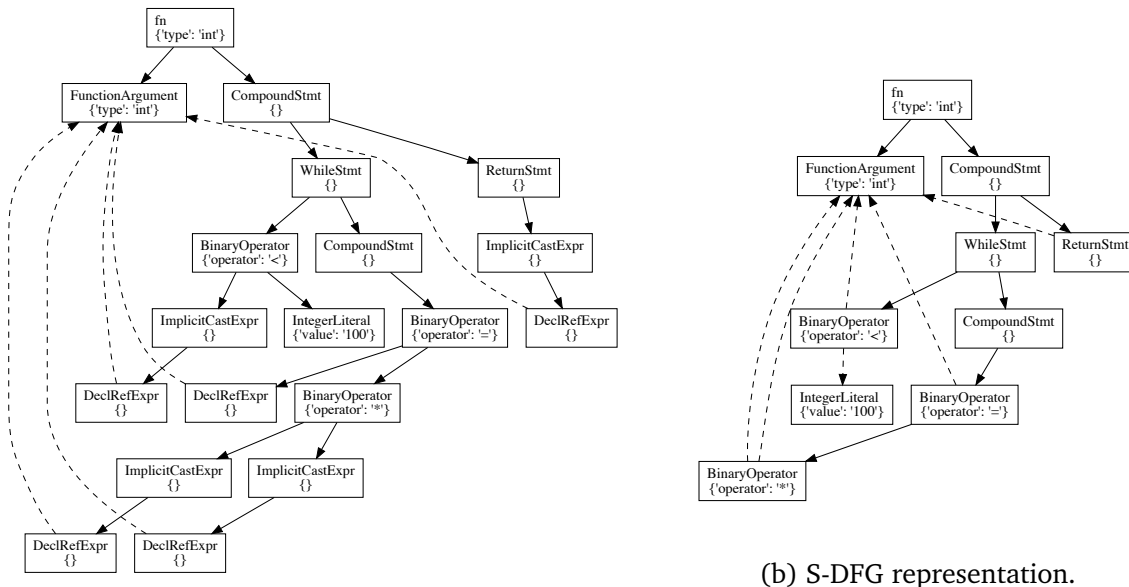 fn
{'type': 'int'}
FunctionArgument
{'type': 'int'}
CompoundStmt
{}
WhileStmt
{}
ReturnStmt
{}
BinaryOperator
{'operator': '<'}
CompoundStmt
{}
ImplicitCastExpr
{}
ImplicitCastExpr
{}
IntegerLiteral
{'value': '100'}
BinaryOperator
{'operator': '='}
DeclRefExpr
{}
DeclRefExpr
{}
DeclRefExpr
{}
BinaryOperator
{'operator': '*'}
ImplicitCastExpr
{}
ImplicitCastExpr
{}
DeclRefExpr
{}
DeclRefExpr
{}
fn
{'type': 'int'}
FunctionArgument
{'type': 'int'}
CompoundStmt
{}
WhileStmt
{}
ReturnStmt
{}
BinaryOperator
{'operator': '<'}
CompoundStmt
{}
IntegerLiteral
{'value': '100'}
BinaryOperator
{'operator': '='}
BinaryOperator
{'operator': '*'}
(b) S-DFG representation.